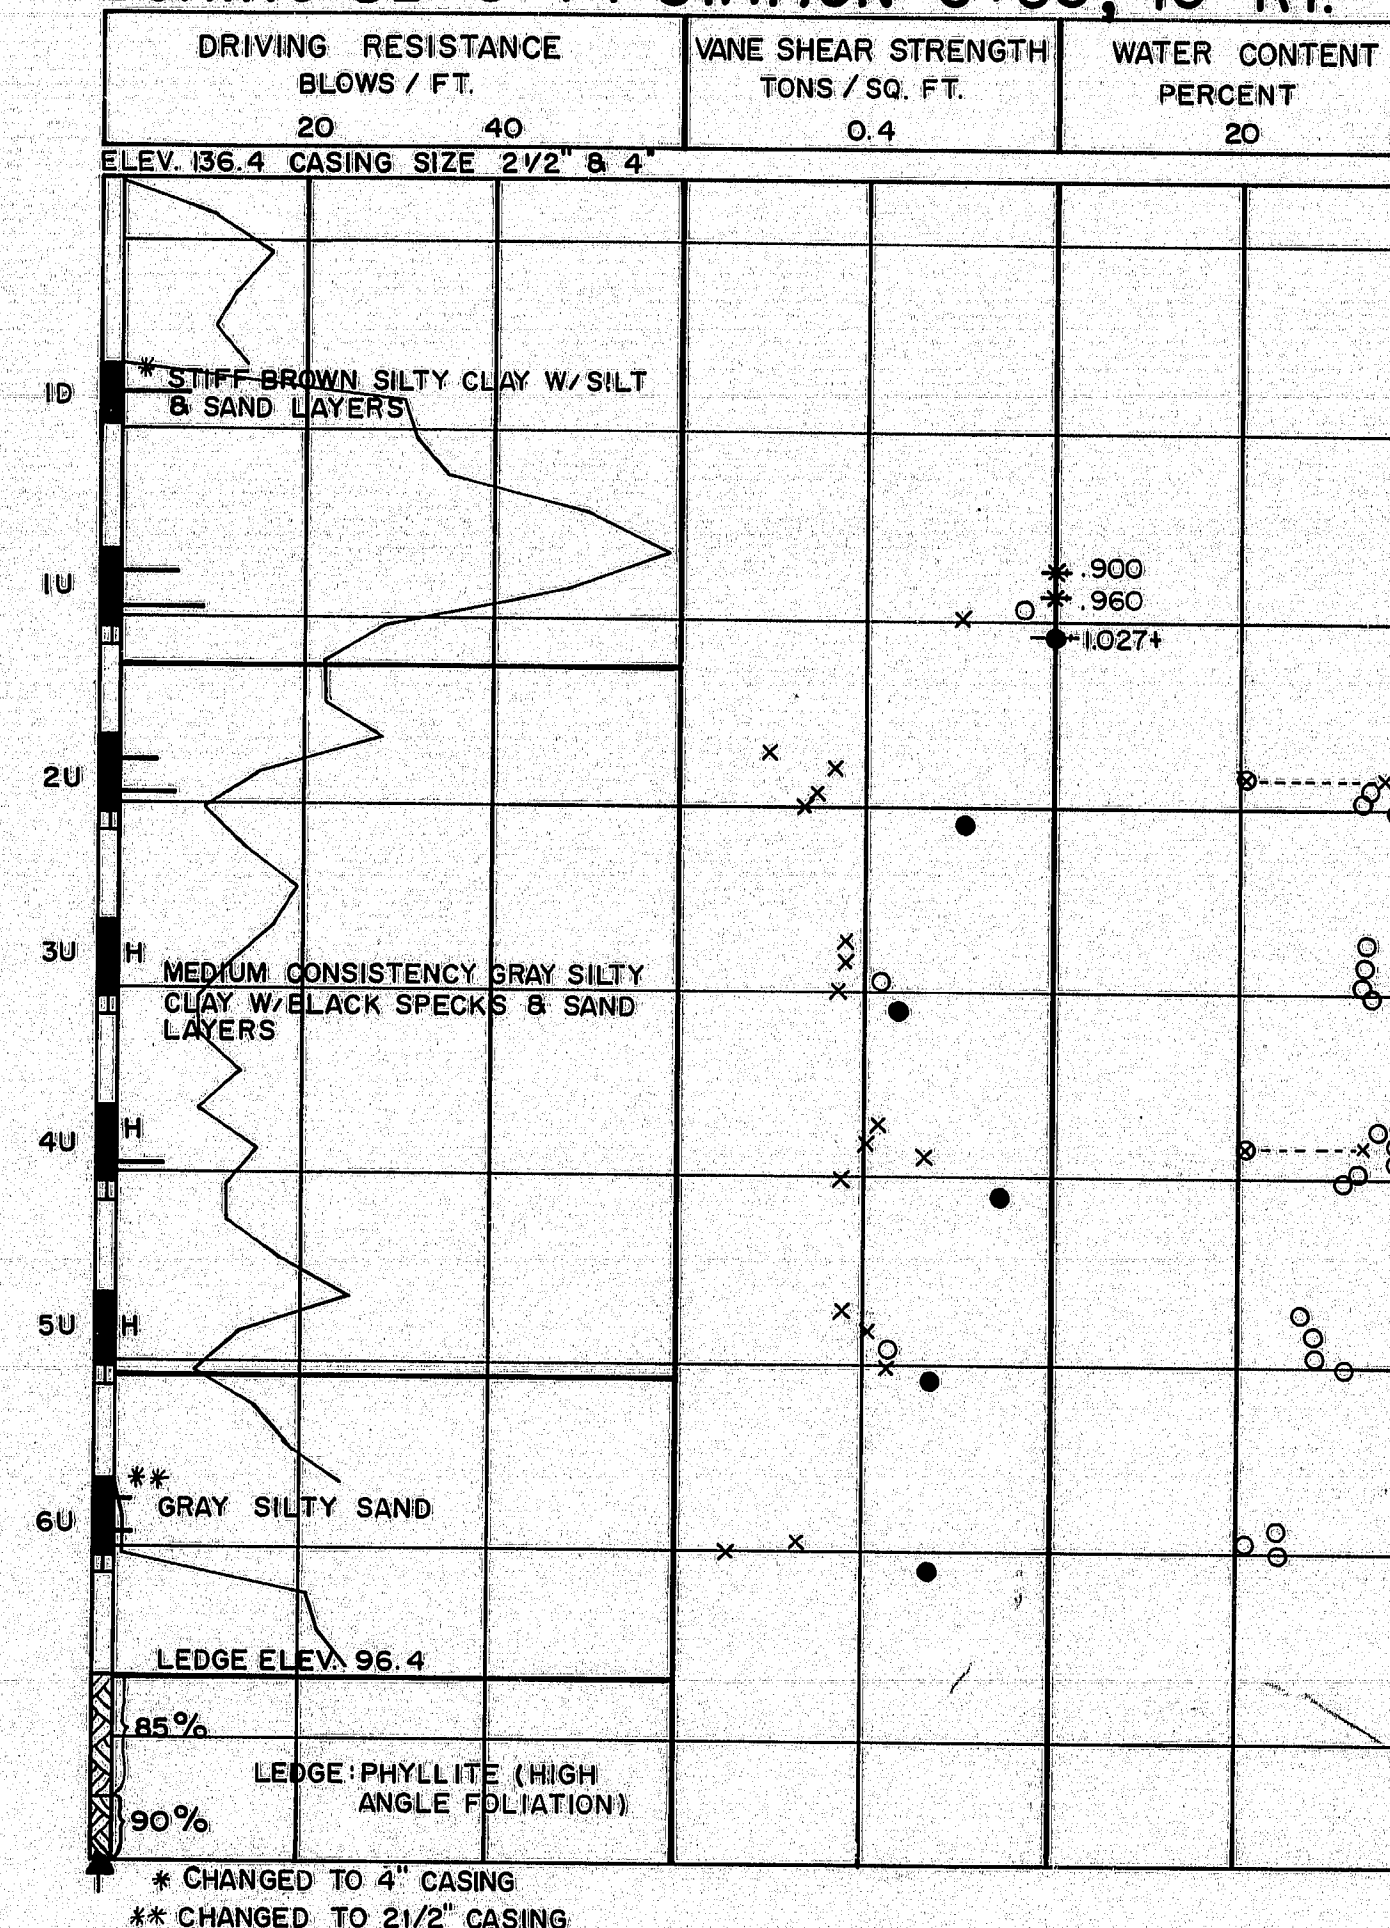 DRIVING RESISTANCE
BLOWS / FT.
20 40
VANE SHEAR STRENGTH
TONS / SQ. FT.
0.4
WATER CONTENT
PERCENT
20
ELEV. 136.4 CASING SIZE 2 1/2" & 4"
1D
* STIFF BROWN SILTY CLAY W/ SILT
& SAND LAYERS
1U
.900
.960
1.027+
2U
3U H
MEDIUM CONSISTENCY GRAY SILTY
CLAY W/ BLACK SPECKS & SAND
LAYERS
4U H
5U H
**
6U GRAY SILTY SAND
LEDGE ELEV. 96.4
85%
LEDGE: PHYLLITE (HIGH
ANGLE FOLIATION)
90%
* CHANGED TO 4" CASING
** CHANGED TO 2 1/2" CASING